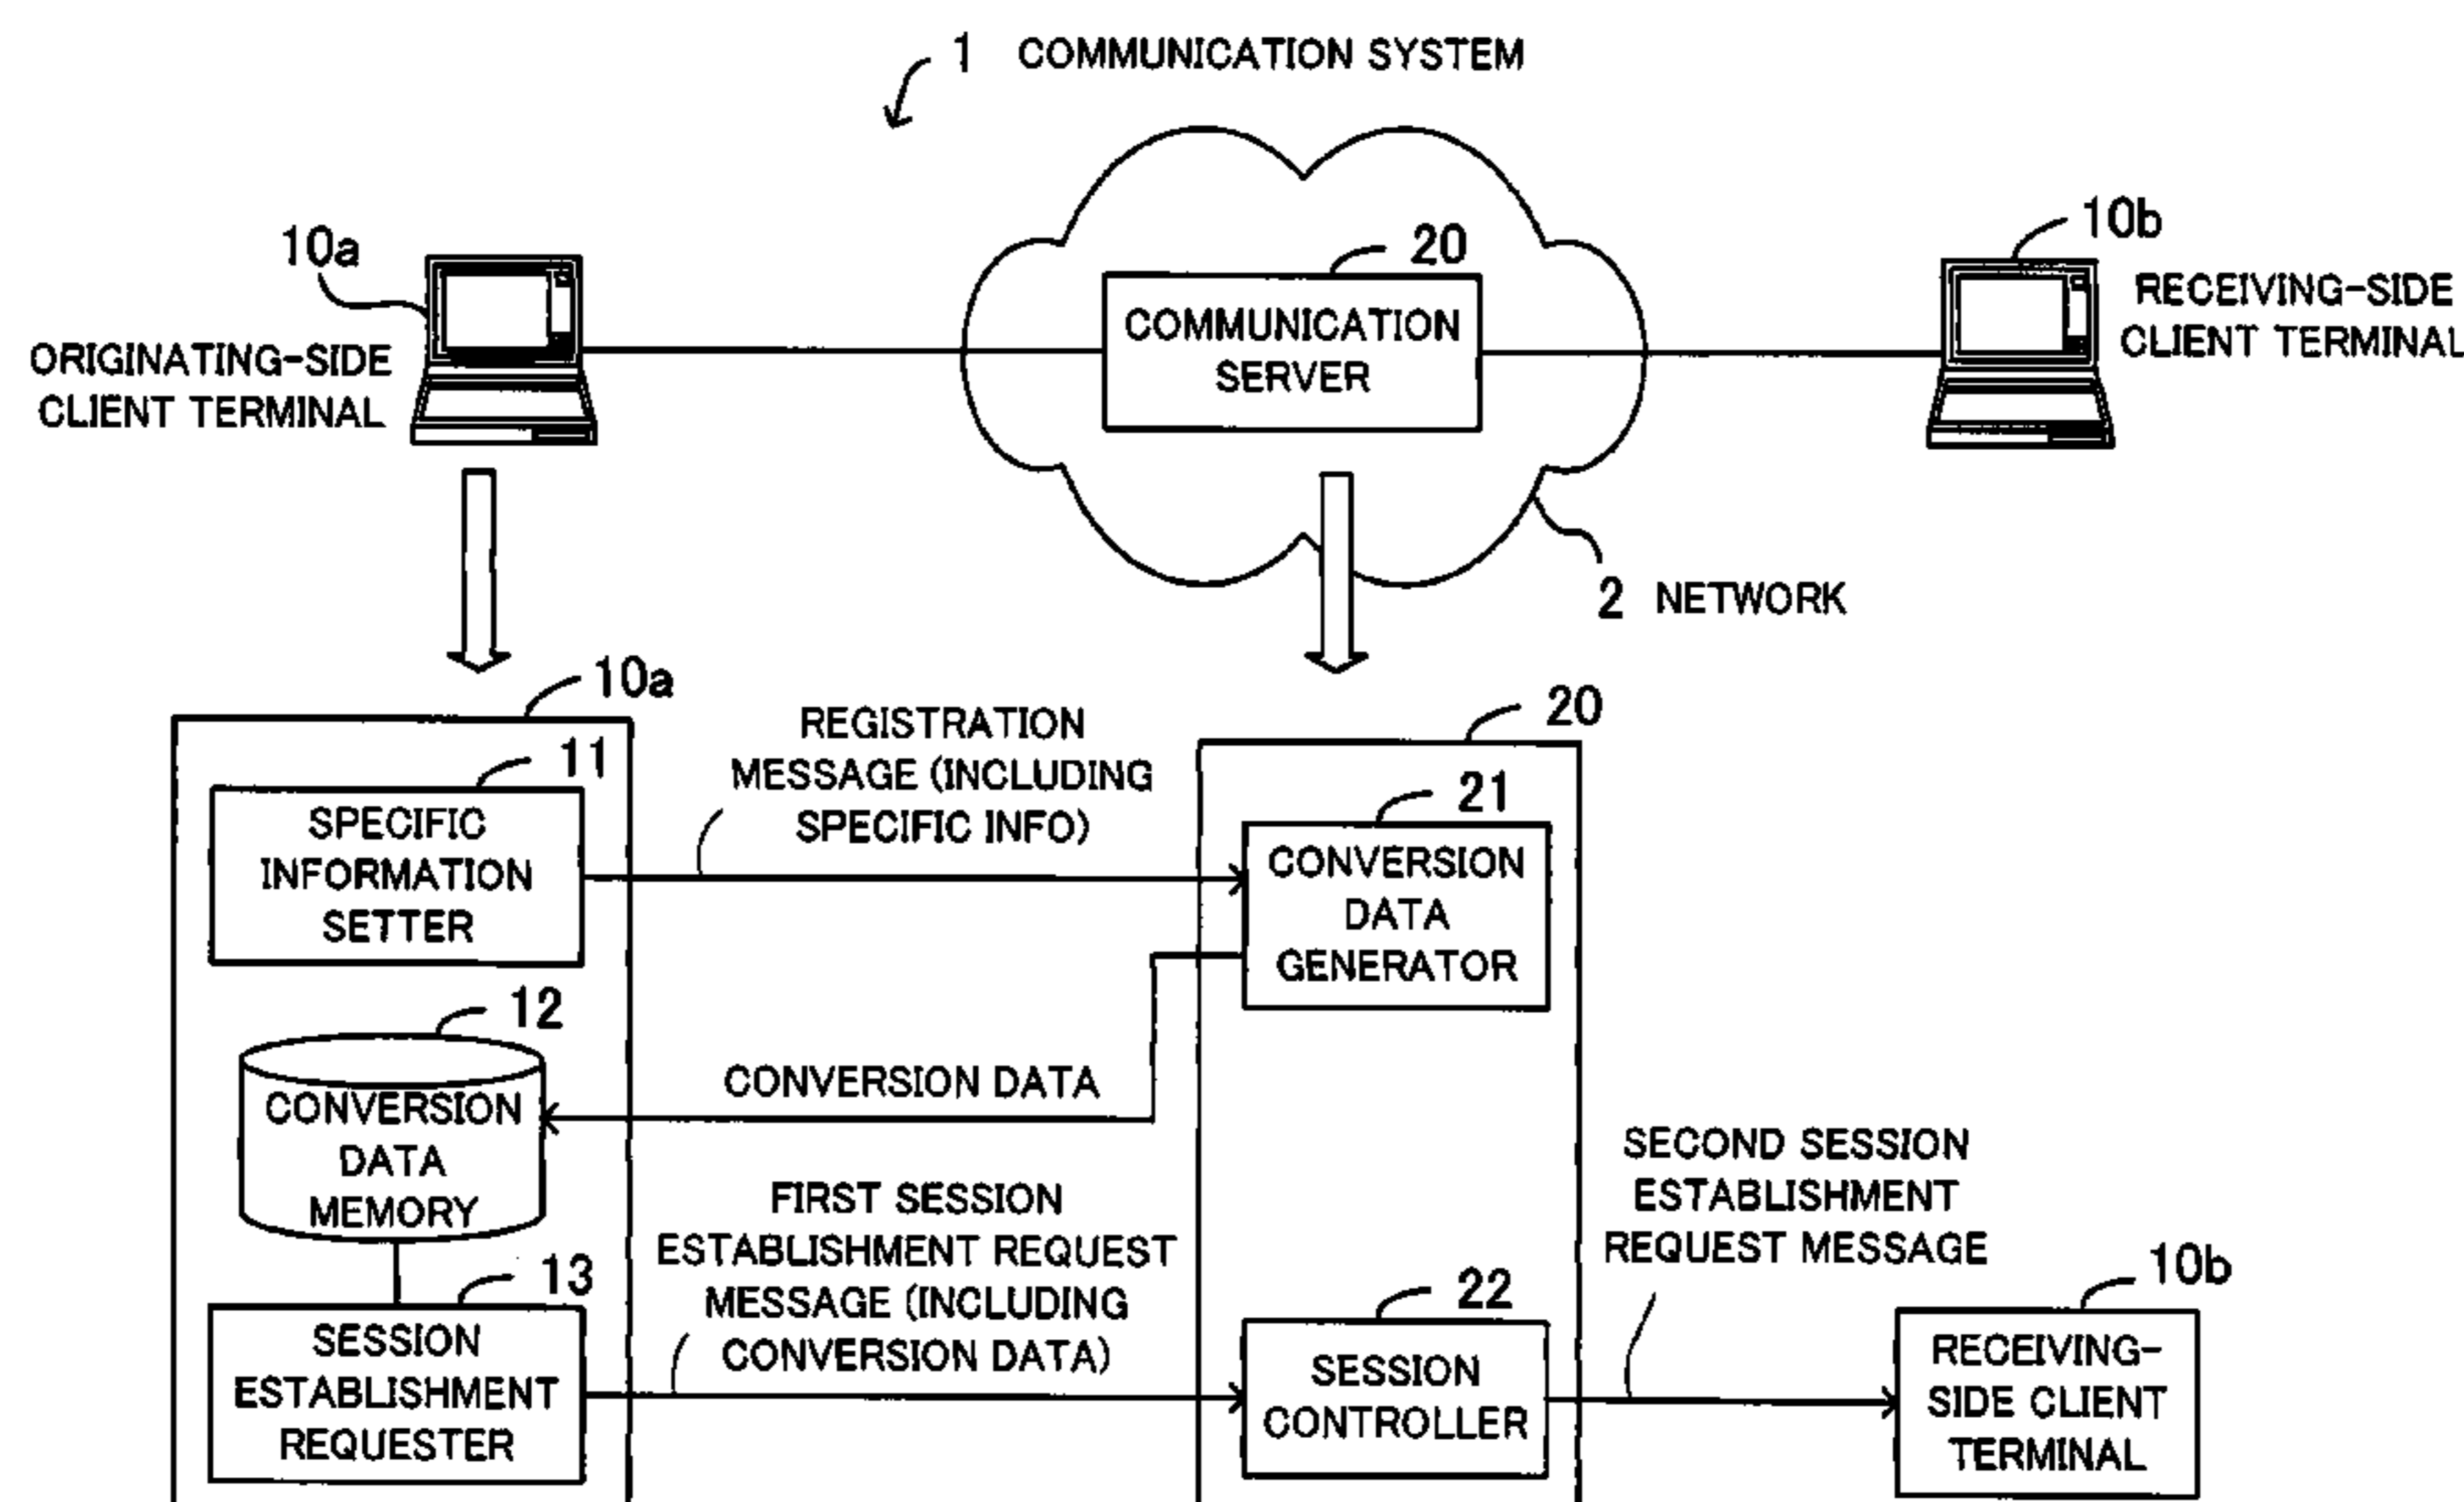 1 COMMUNICATION SYSTEM
10a
ORIGINATING-SIDE
CLIENT TERMINAL
20
COMMUNICATION
SERVER
10b
RECEIVING-SIDE
CLIENT TERMINAL
2 NETWORK
10a
11
SPECIFIC
INFORMATION
SETTER
REGISTRATION
MESSAGE (INCLUDING
SPECIFIC INFO)
20
21
CONVERSION
DATA
GENERATOR
12
CONVERSION
DATA
MEMORY
CONVERSION DATA
13
SESSION
ESTABLISHMENT
REQUESTER
FIRST SESSION
ESTABLISHMENT REQUEST
MESSAGE (INCLUDING
CONVERSION DATA)
22
SESSION
CONTROLLER
SECOND SESSION
ESTABLISHMENT
REQUEST MESSAGE
10b
RECEIVING-
SIDE CLIENT
TERMINAL